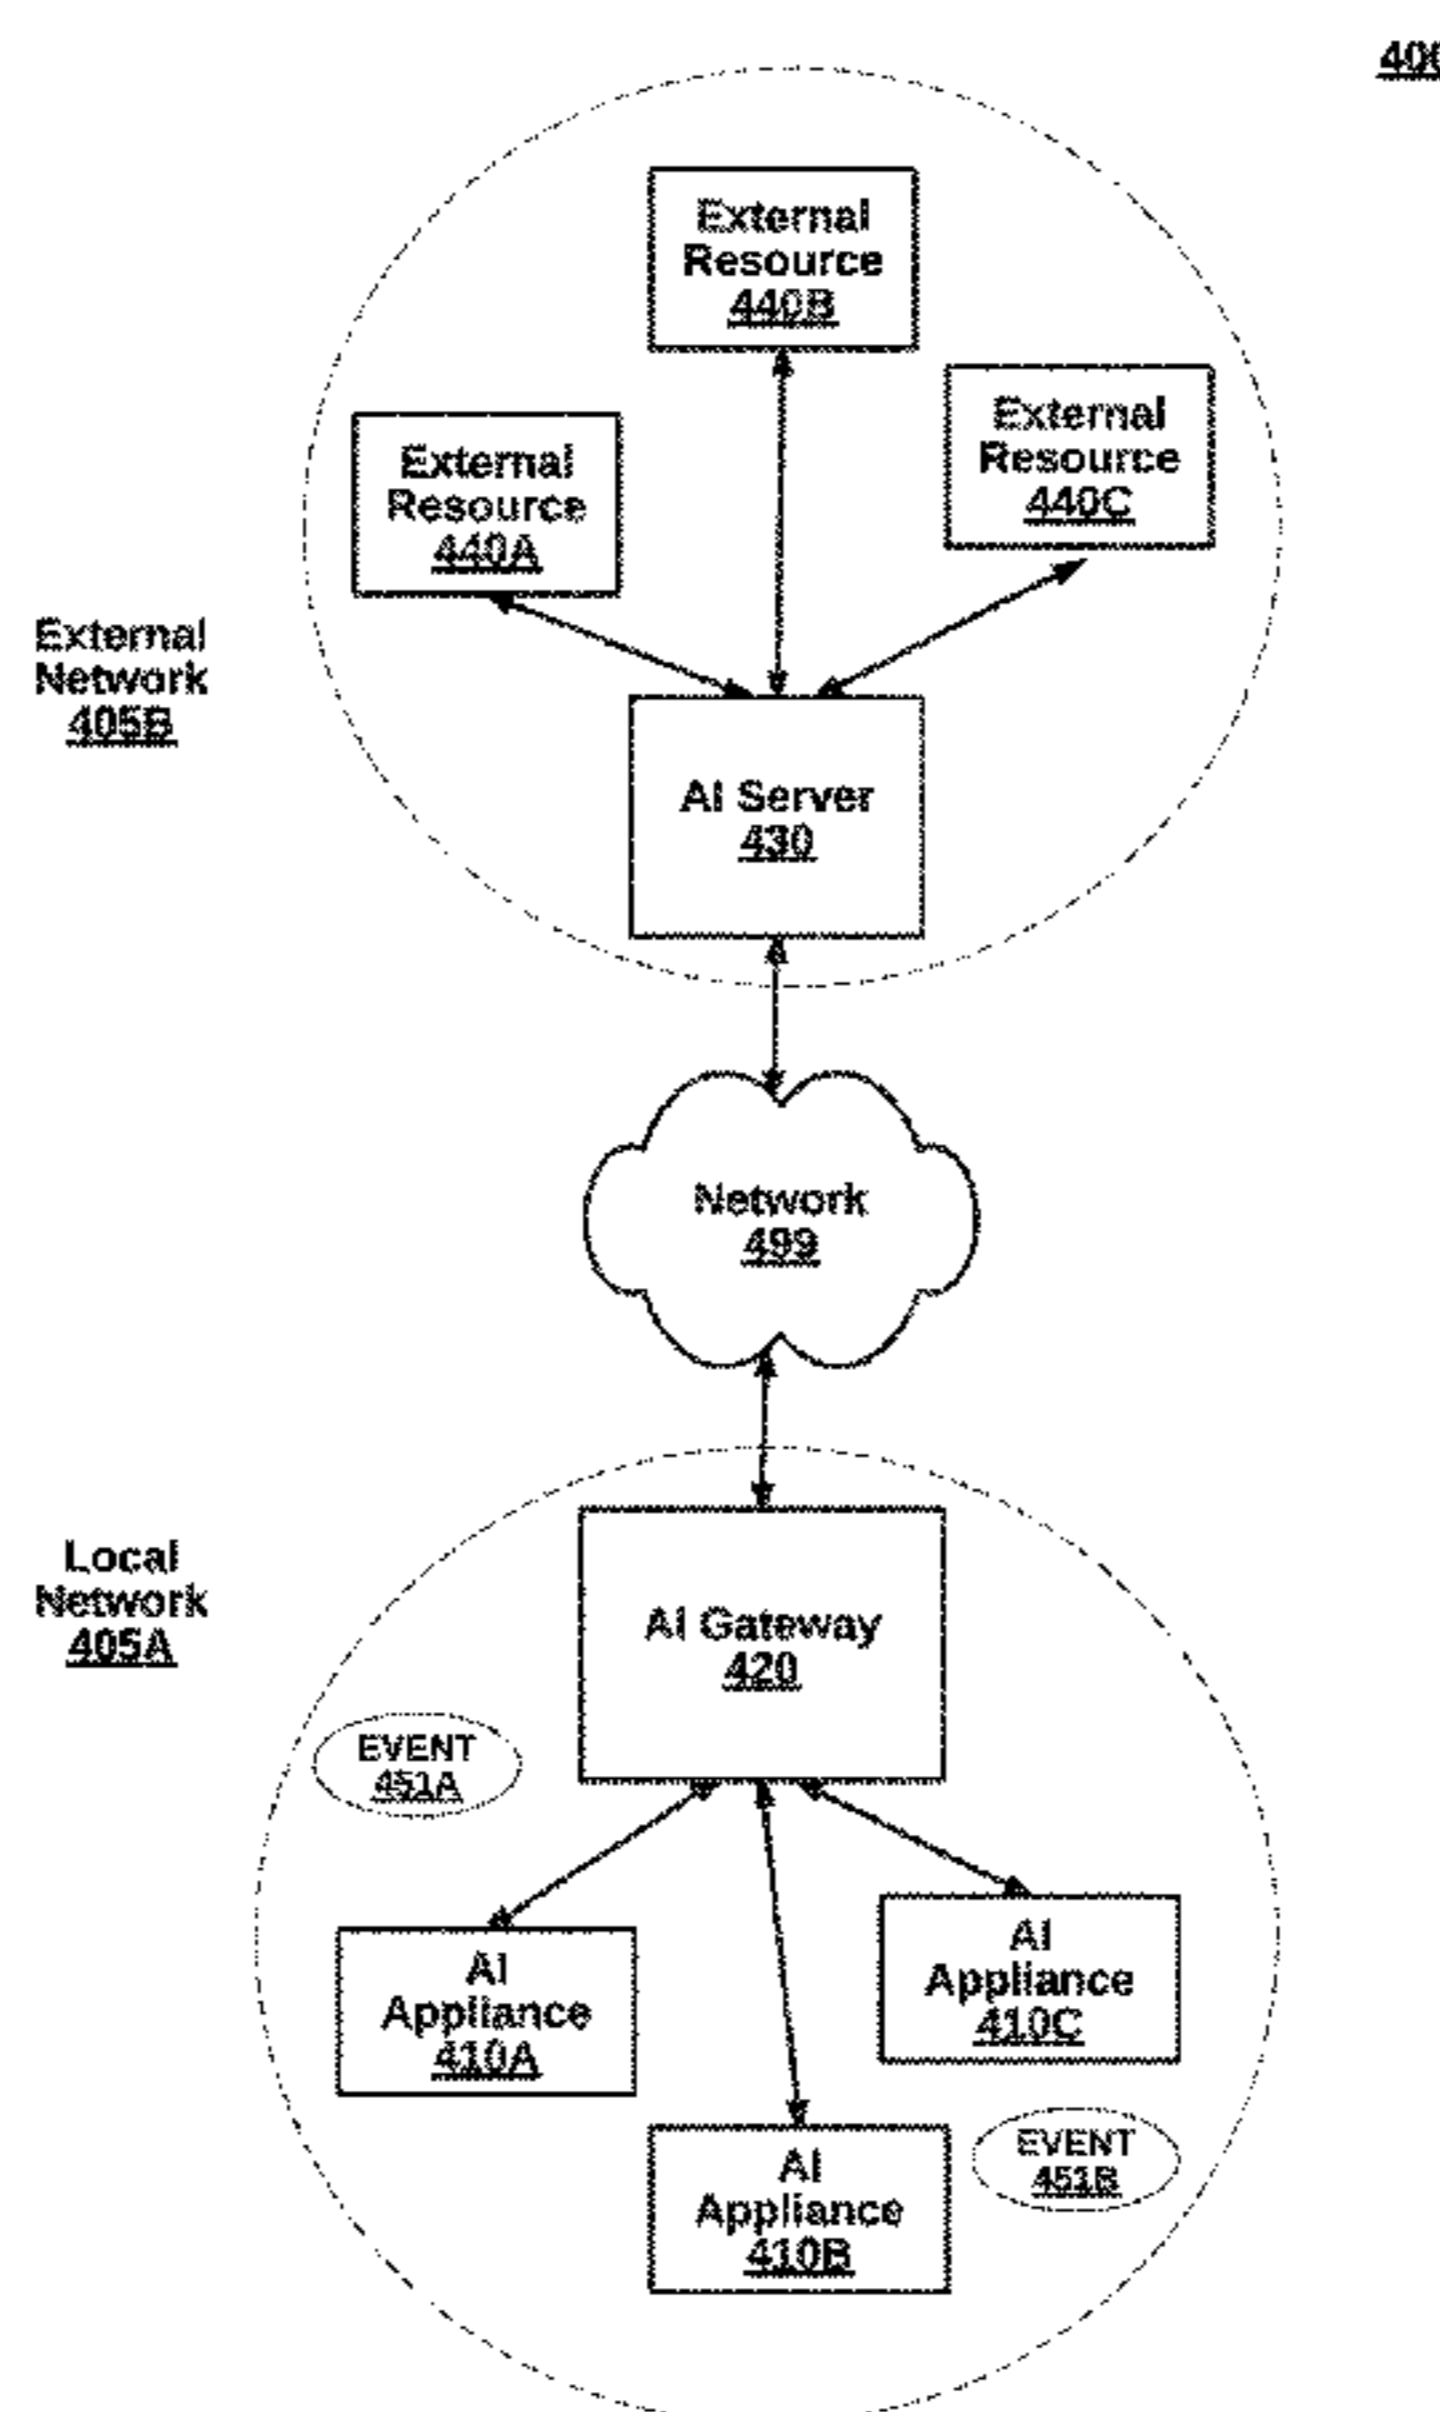 400
External
Resource
440B
External
Resource
440C
External
Resource
440A
External
Network
405B
AI Server
430
Network
499
Local
Network
405A
AI Gateway
420
EVENT
451A
AI
Appliance
410C
AI
Appliance
410A
EVENT
451B
AI
Appliance
410B